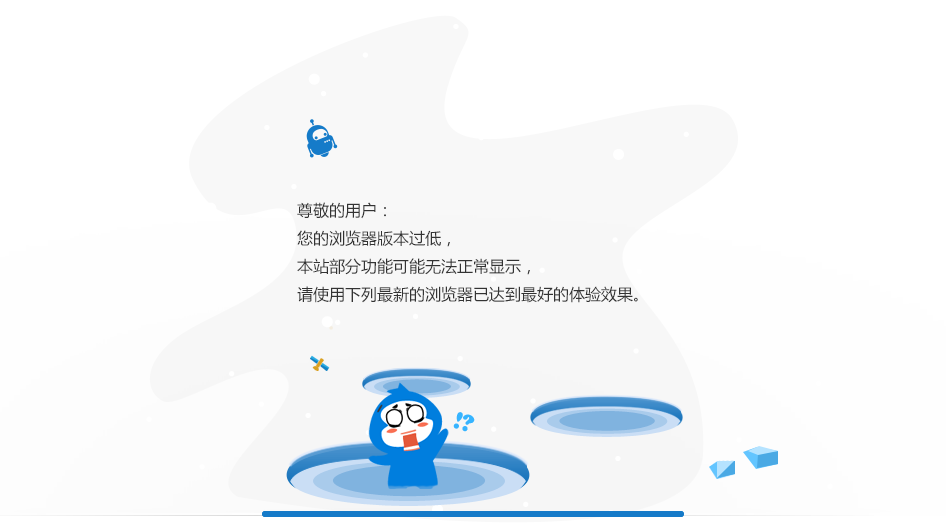 尊敬的用户：
您的浏览器版本过低，
本站部分功能可能无法正常显示，
请使用下列最新的浏览器已达到最好的体验效果。